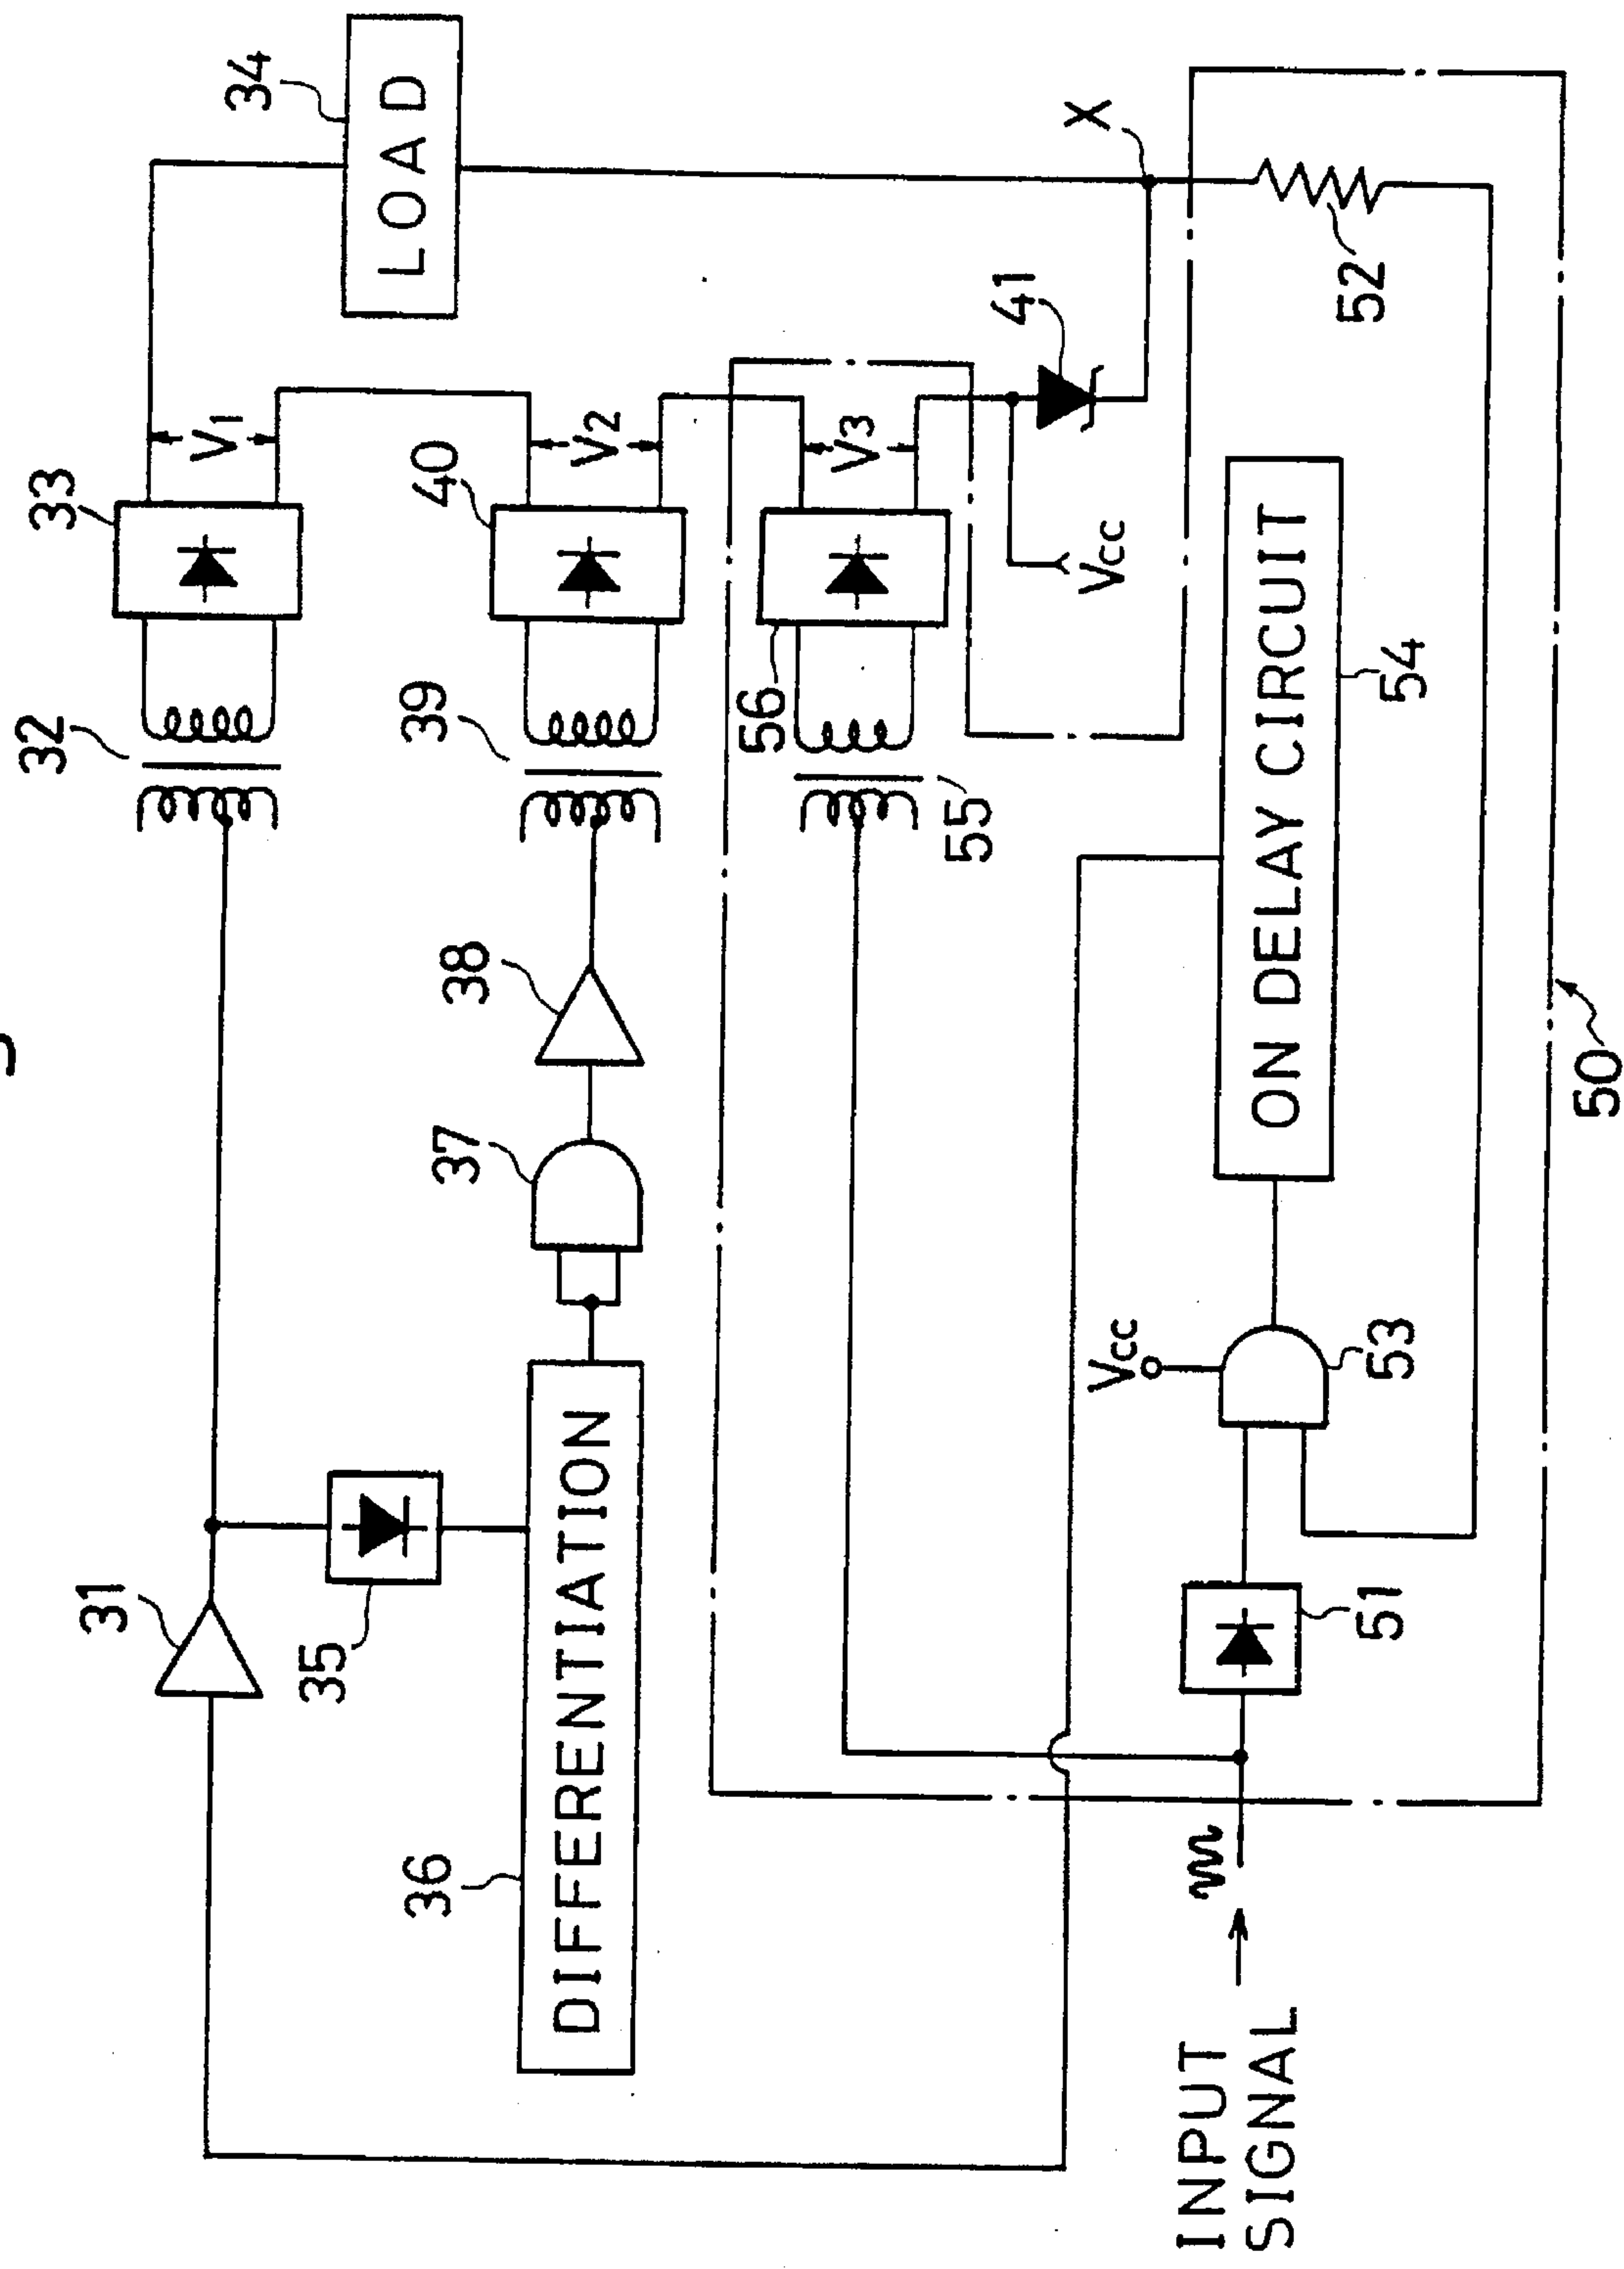 31
32
33
V1
34
LOAD
35
36
DIFFERENTIATION
37
38
39
40
V2
55
56
V3
41
Vcc
X
INPUT
SIGNAL
51
Vcc
53
ON DELAY CIRCUIT
54
52
50